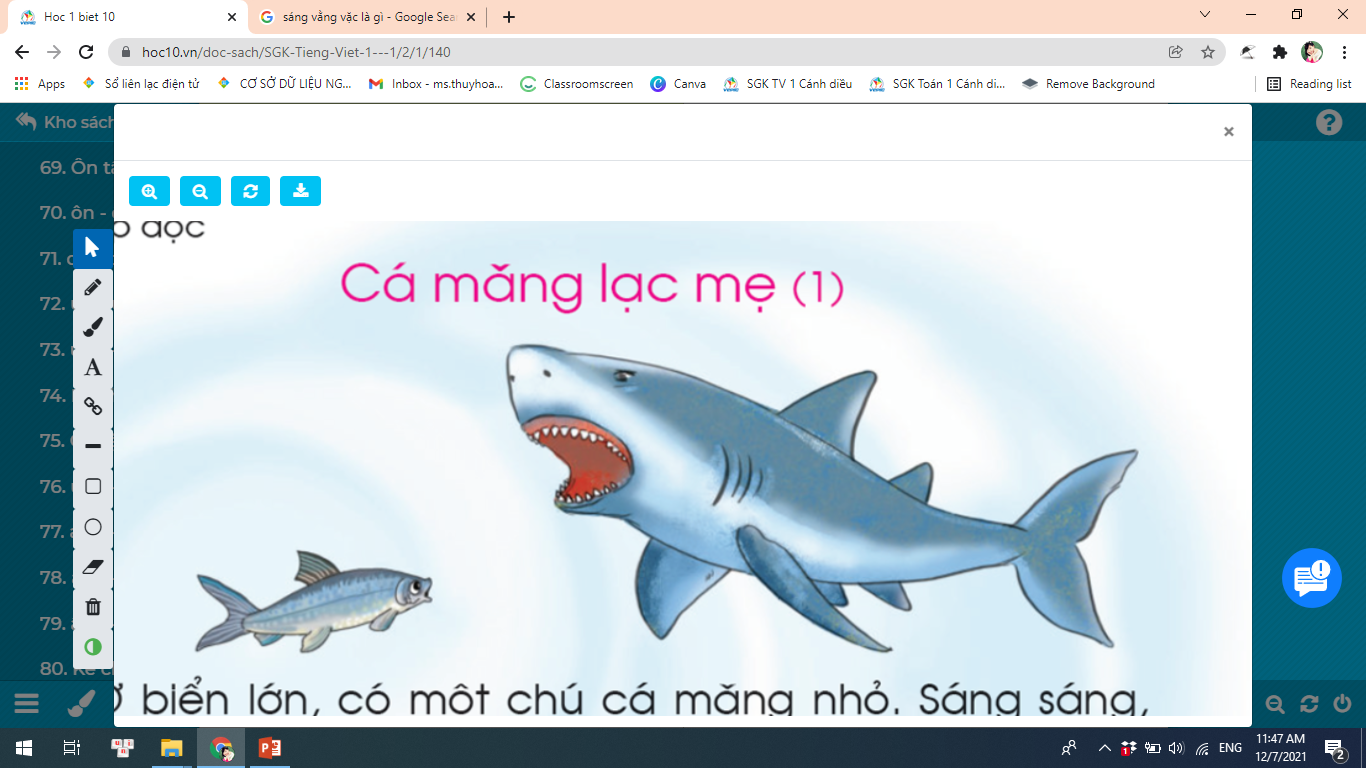 Hoc 1 biet 10
sáng vằng vặc là gì - Google Sea
hoc10.vn/doc-sach/SGK-Tieng-Viet-1---1/2/1/140
Apps
Sổ liên lạc điện tử
CƠ SỞ DỮ LIỆU NG...
Inbox - ms.thuyhoa...
Classroomscreen
Canva
SGK TV 1 Cánh diều
SGK Toán 1 Cánh di...
Remove Background
Reading list
Kho sách
69. Ôn
70. ôn -
71.
72.
73.
74.
75.
76.
77.
78.
79.
80.
đọc
Cá măng lạc mẹ (1)
Ở biển lớn, có một chú cá măng nhỏ. Sáng sáng,
ENG
11:47 AM
12/7/2021
2